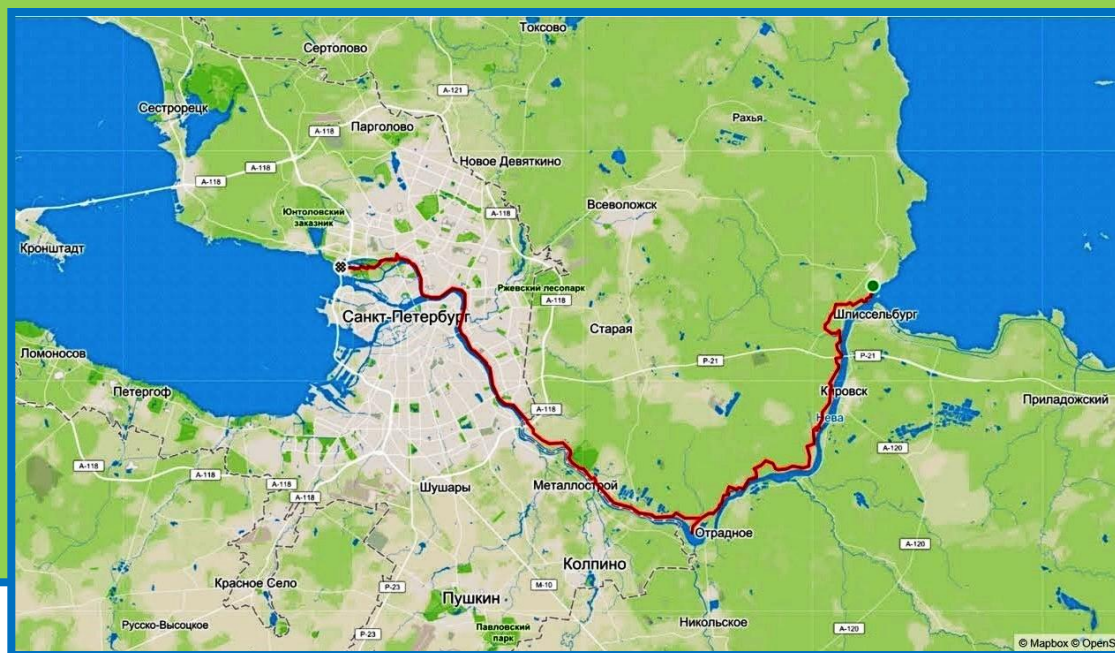 Токсово
Сертолово
А-121
Сестрорецк
А-118
Парголово
Новое Девяткино
Рахья
А-118
А-118
Юнтоловский
заказник
А-118
Всеволожск
Кронштадт
Ржевский лесопарк
А-118
Санкт-Петербург
Шлиссельбург
Старая
Ломоносов
Р-21
Р-21
Петергоф
Кировск
Приладожский
А-118
Нева
А-118
А-118
А-120
А-118
А-118
Шушары
Металлострой
Отрадное
А-120
Колпино
Красное Село
Р-23
М-10
Пушкин
Русско-Высоцкое
Р-23
Павловский
парк
Никольское
А-120
© Mapbox © OpenS